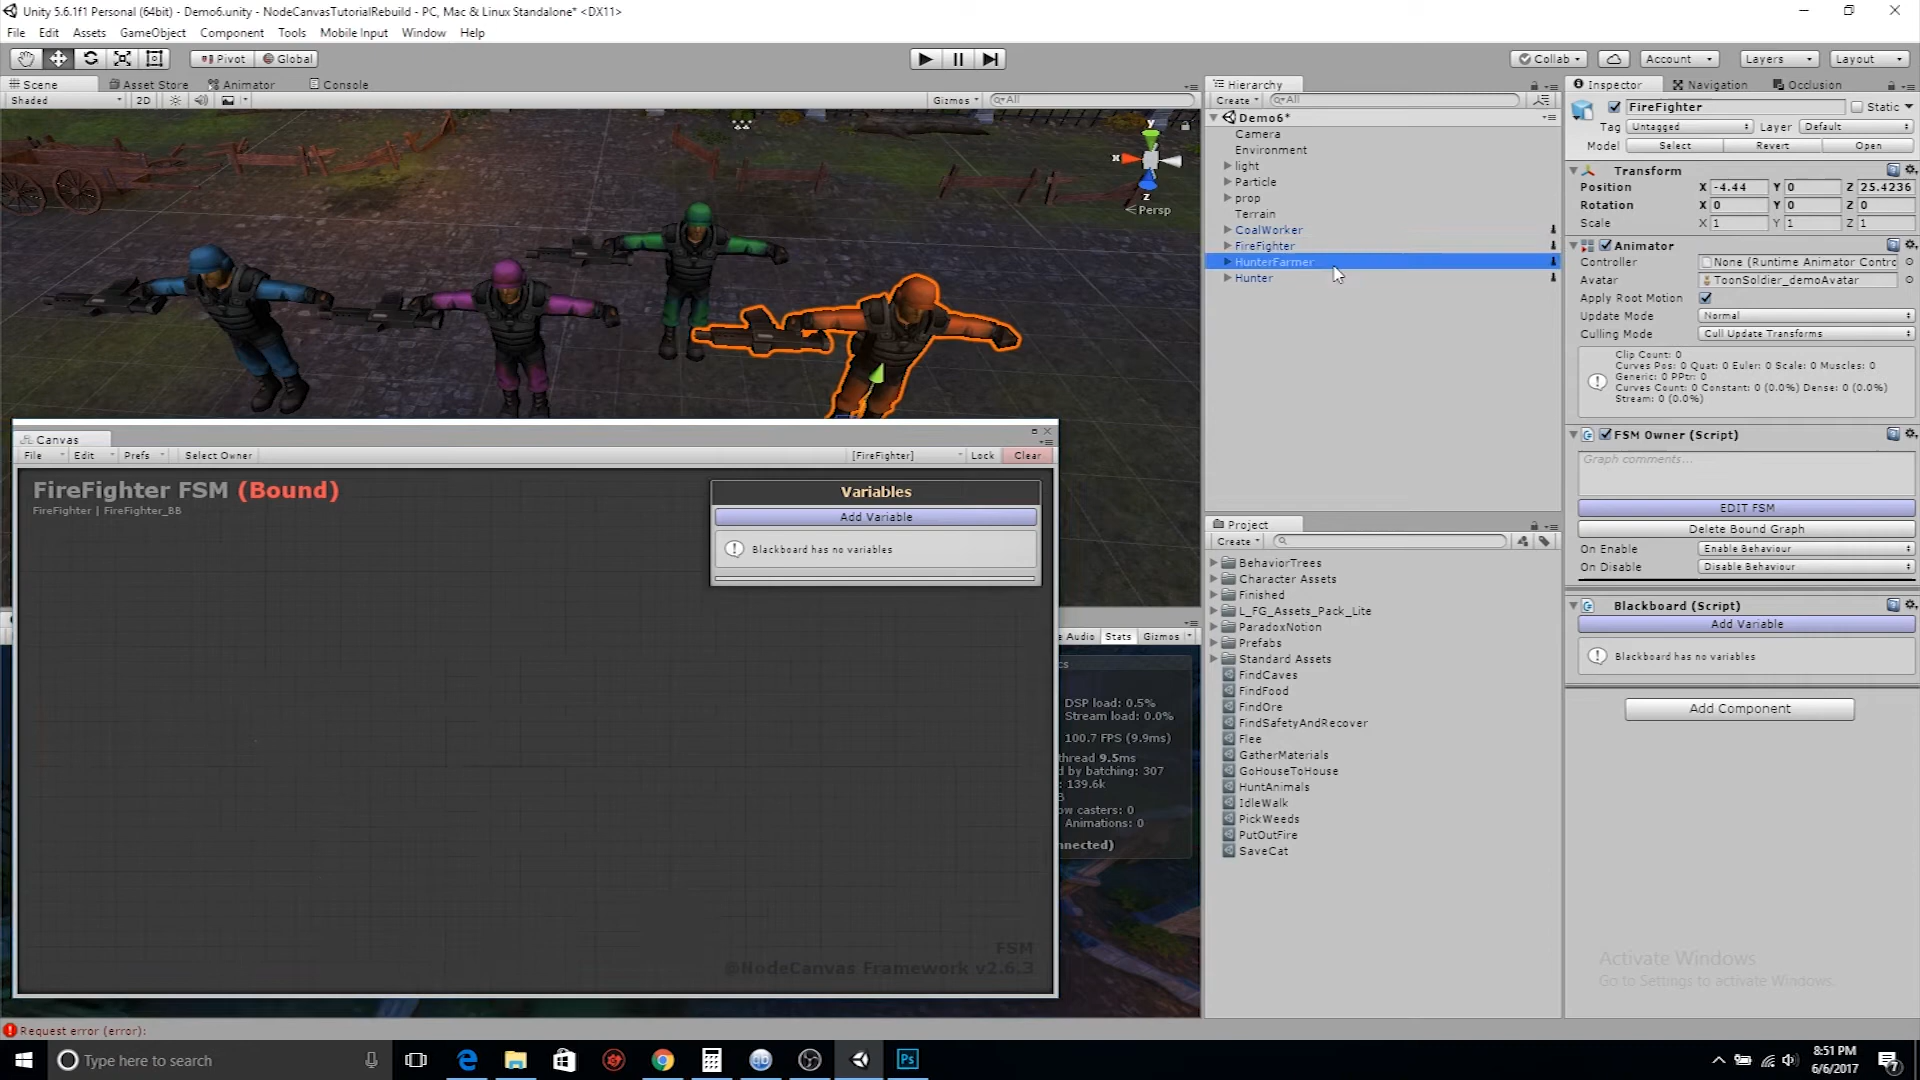 Unity 5.6.1f1 Personal (64bit) - Demo6.unity - NodeCanvasTutorialRebuild - PC, Mac & Linux Standalone* <DX11>
File Edit Assets GameObject Component Tools Mobile Input Window Help
Pivot Global Collab Account Layers Layout
Scene Asset Store Animator Console
Shaded 2D Gizmos All
y x z
Persp
Hierarchy
Create All
Demo6*
Camera
Environment
light
Particle
prop
Terrain
CoalWorker
FireFighter
HunterFarmer
Hunter
Inspector Navigation Occlusion
FireFighter Static
Tag Untagged Layer Default
Model Select Revert Open
Transform
Position X -4.44 Y 0 Z 25.4236
Rotation X 0 Y 0 Z 0
Scale X 1 Y 1 Z 1
Animator
Controller None (Runtime Animator Contro
Avatar ToonSoldier_demoAvatar
Apply Root Motion
Update Mode Normal
Culling Mode Cull Update Transforms
Clip Count: 0
Curves Pos: 0 Quat: 0 Euler: 0 Scale: 0 Muscles: 0
Generic: 0 PPtr: 0
Curves Count: 0 Constant: 0 (0.0%) Dense: 0 (0.0%)
Stream: 0 (0.0%)
FSM Owner (Script)
Graph comments...
EDIT FSM
Delete Bound Graph
On Enable Enable Behaviour
On Disable Disable Behaviour
Blackboard (Script)
Add Variable
Blackboard has no variables
Add Component
Canvas
File Edit Prefs Select Owner [FireFighter] Lock Clear
FireFighter FSM (Bound)
FireFighter | FireFighter_BB
Variables
Add Variable
Blackboard has no variables
FSM
@NodeCanvas Framework v2.6.3
Audio Stats Gizmos
DSP load: 0.5%
Stream load: 0.0%
100.7 FPS (9.9ms)
thread 9.5ms
d by batching: 307
: 139.6k
ow casters: 0
Animations: 0
nnected)
Project
Create
BehaviorTrees
Character Assets
Finished
L_FG_Assets_Pack_Lite
ParadoxNotion
Prefabs
Standard Assets
FindCaves
FindFood
FindOre
FindSafetyAndRecover
Flee
GatherMaterials
GoHouseToHouse
HuntAnimals
IdleWalk
PickWeeds
PutOutFire
SaveCat
Activate Windows
Go to Settings to activate Windows.
Request error (error):
Type here to search
Ps
8:51 PM
6/6/2017